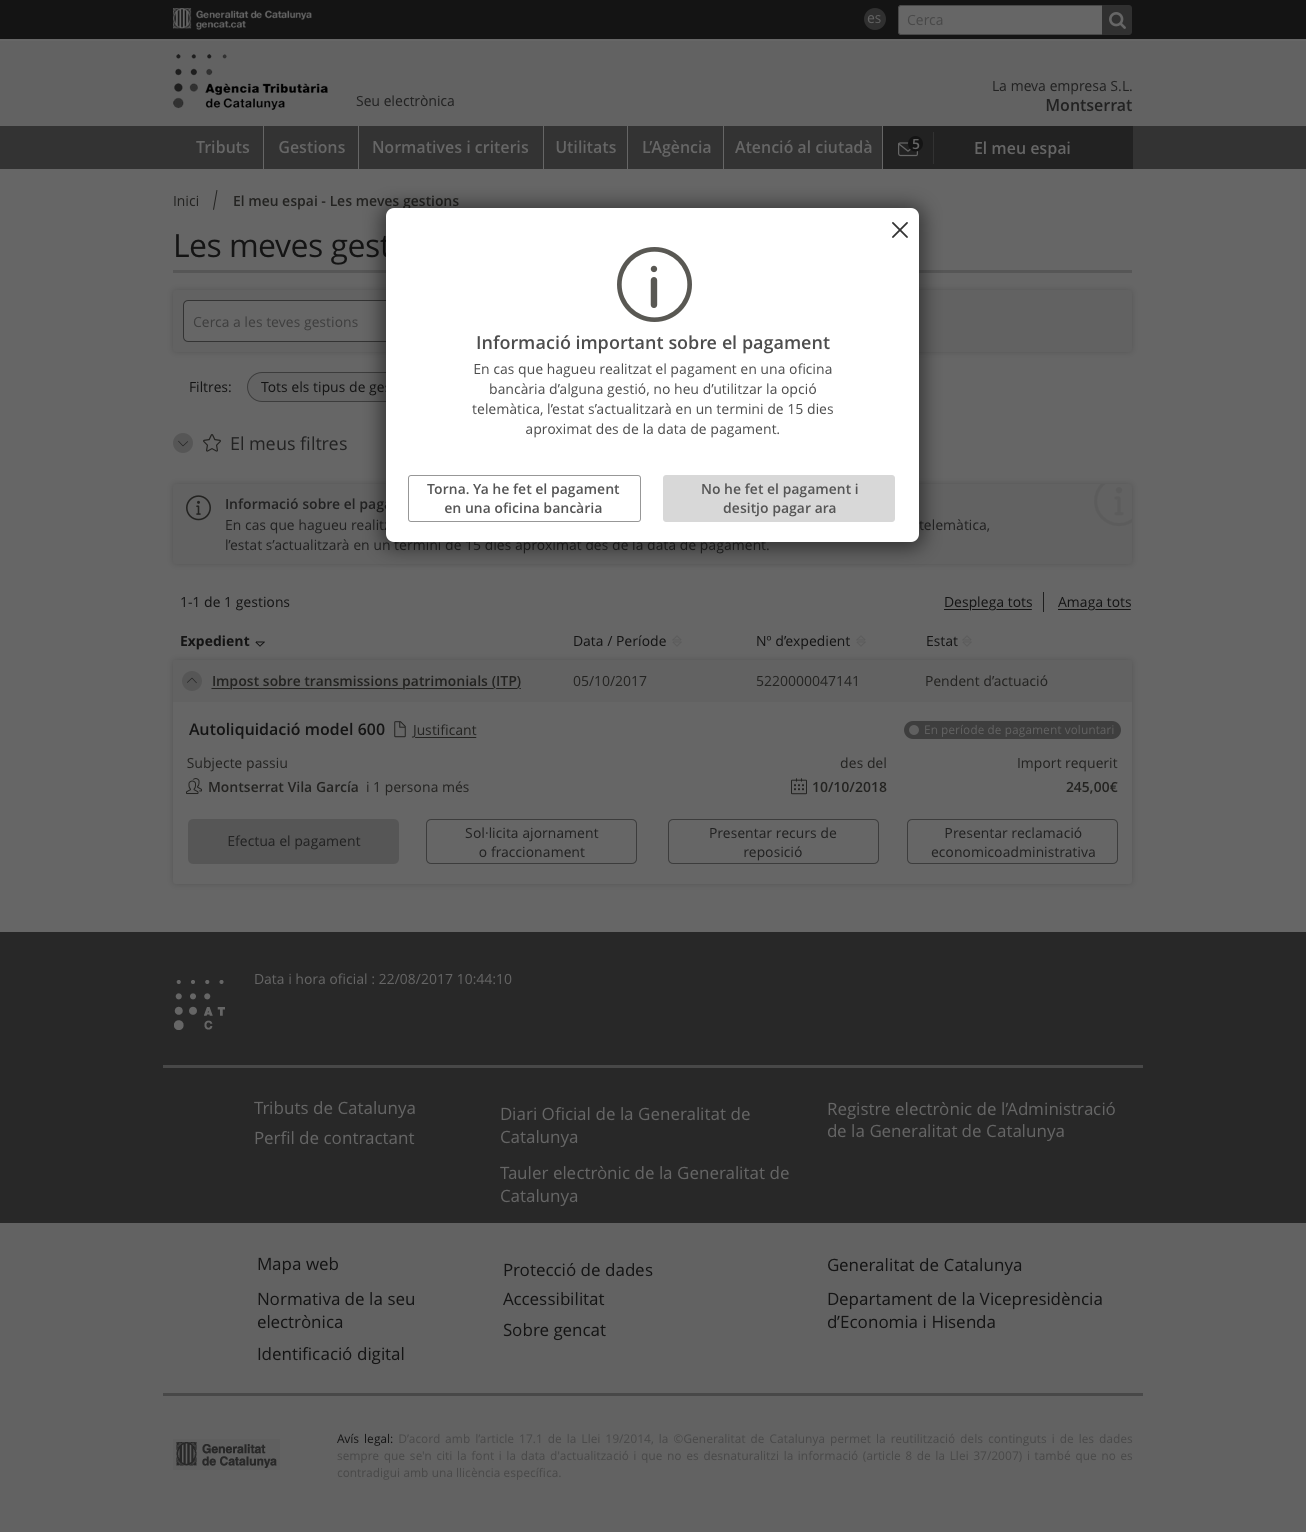 Generalitat de Catalunya
gencat.cat
es
Cerca
Agència Tributària
de Catalunya
Seu electrònica
La meva empresa S.L.
Montserrat
Tributs
Gestions
Normatives i criteris
Utilitats
L’Agència
Atenció al ciutadà
5
El meu espai
Inici / El meu espai - Les meves gestions
Les meves gest
Cerca a les teves gestions
Filtres:
Tots els tipus de ge
El meus filtres
Informació important sobre el pagament
En cas que hagueu realitzat el pagament en una oficina
bancària d’alguna gestió, no heu d’utilitzar la opció
telemàtica, l’estat s’actualitzarà en un termini de 15 dies
aproximat des de la data de pagament.
Torna. Ya he fet el pagament
en una oficina bancària
No he fet el pagament i
desitjo pagar ara
Informació sobre el pag
En cas que hagueu realit
telemàtica,
l’estat s’actualitzarà en un termini de 15 dies aproximat des de la data de pagament.
1-1 de 1 gestions
Desplega tots
Amaga tots
Expedient
Data / Període
Nº d’expedient
Estat
Impost sobre transmissions patrimonials (ITP)
05/10/2017
5220000047141
Pendent d’actuació
Autoliquidació model 600
Justificant
En període de pagament voluntari
Subjecte passiu
des del
Import requerit
Montserrat Vila García i 1 persona més
10/10/2018
245,00€
Efectua el pagament
Sol·licita ajornament
o fraccionament
Presentar recurs de
reposició
Presentar reclamació
economicoadministrativa
Data i hora oficial : 22/08/2017 10:44:10
A T
C
Tributs de Catalunya
Perfil de contractant
Diari Oficial de la Generalitat de
Catalunya
Tauler electrònic de la Generalitat de
Catalunya
Registre electrònic de l’Administració
de la Generalitat de Catalunya
Mapa web
Normativa de la seu
electrònica
Identificació digital
Protecció de dades
Accessibilitat
Sobre gencat
Generalitat de Catalunya
Departament de la Vicepresidència
d’Economia i Hisenda
Generalitat
de Catalunya
Avís legal: D’acord amb l’article 17.1 de la Llei 19/2014, la ©Generalitat de Catalunya permet la reutilització dels continguts i de les dades
sempre que se'n citi la font i la data d'actualització i que no es desnaturalitzi la informació (article 8 de la Llei 37/2007) i també que no es
contradigui amb una llicència específica.